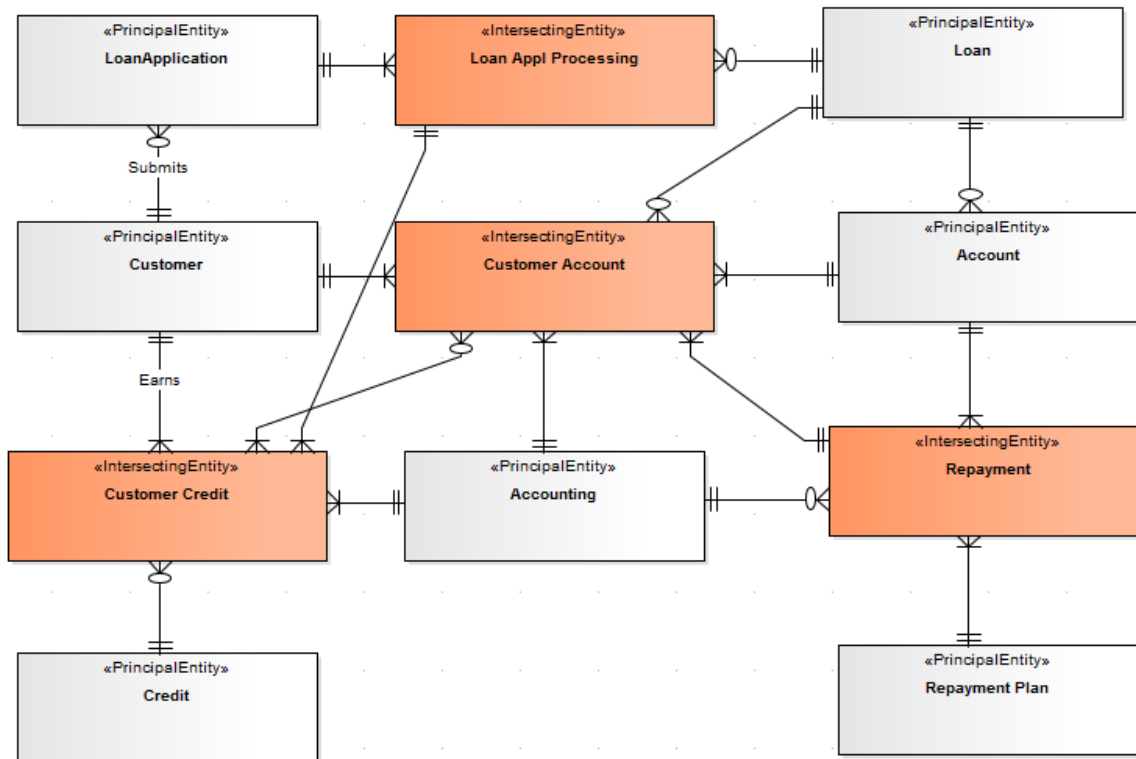 «PrincipalEntity»
LoanApplication
«IntersectingEntity»
Loan Appl Processing
«PrincipalEntity»
Loan
Submits
«PrincipalEntity»
Customer
«IntersectingEntity»
Customer Account
«PrincipalEntity»
Account
Earns
«IntersectingEntity»
Customer Credit
«PrincipalEntity»
Accounting
«IntersectingEntity»
Repayment
«PrincipalEntity»
Credit
«PrincipalEntity»
Repayment Plan